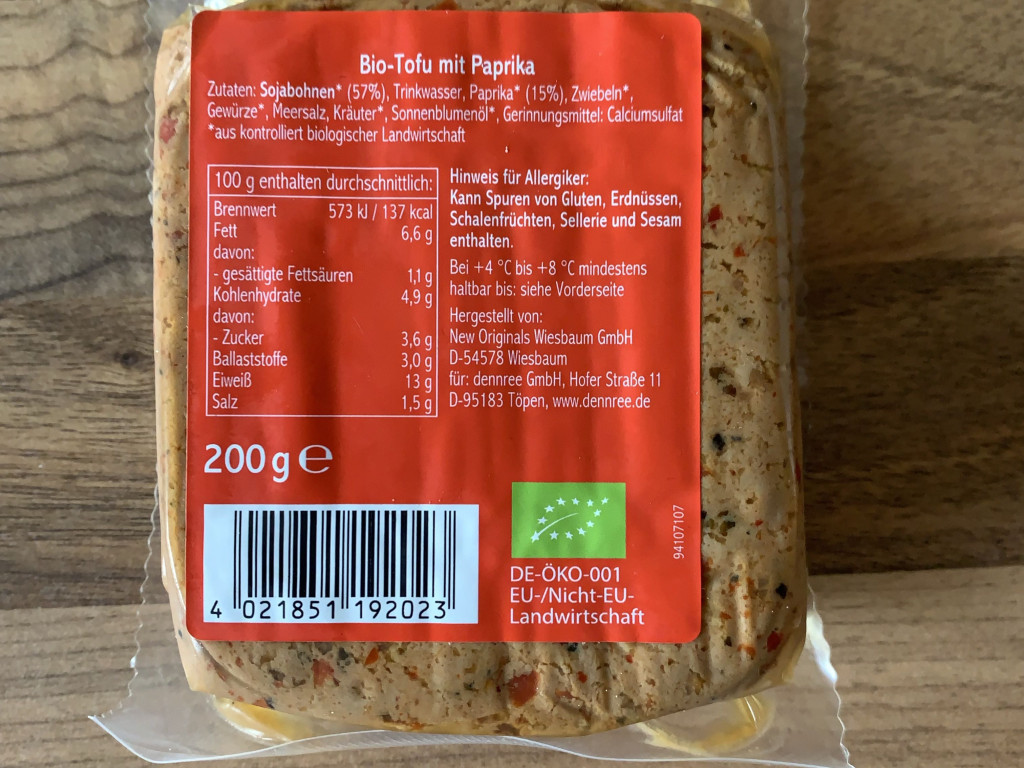 Bio-Tofu mit Paprika
Zutaten: Sojabohnen* (57%), Trinkwasser, Paprika* (15%), Zwiebeln*,
Gewürze*, Meersalz, Kräuter*, Sonnenblumenöl*, Gerinnungsmittel: Calciumsulfat
*aus kontrolliert biologischer Landwirtschaft
100 g enthalten durchschnittlich:
Brennwert 573 kJ / 137 kcal
Fett 6,6 g
davon:
- gesättigte Fettsäuren 1,1 g
Kohlenhydrate 4,9 g
davon:
- Zucker 3,6 g
Ballaststoffe 3,0 g
Eiweiß 13 g
Salz 1,5 g
Hinweis für Allergiker:
Kann Spuren von Gluten, Erdnüssen,
Schalenfrüchten, Sellerie und Sesam
enthalten.
Bei +4 °C bis +8 °C mindestens
haltbar bis: siehe Vorderseite
Hergestellt von:
New Originals Wiesbaum GmbH
D-54578 Wiesbaum
für: dennree GmbH, Hofer Straße 11
D-95183 Töpen, www.dennree.de
200 g e
4 021851 192023
DE-ÖKO-001
EU-/Nicht-EU-
Landwirtschaft
94107107